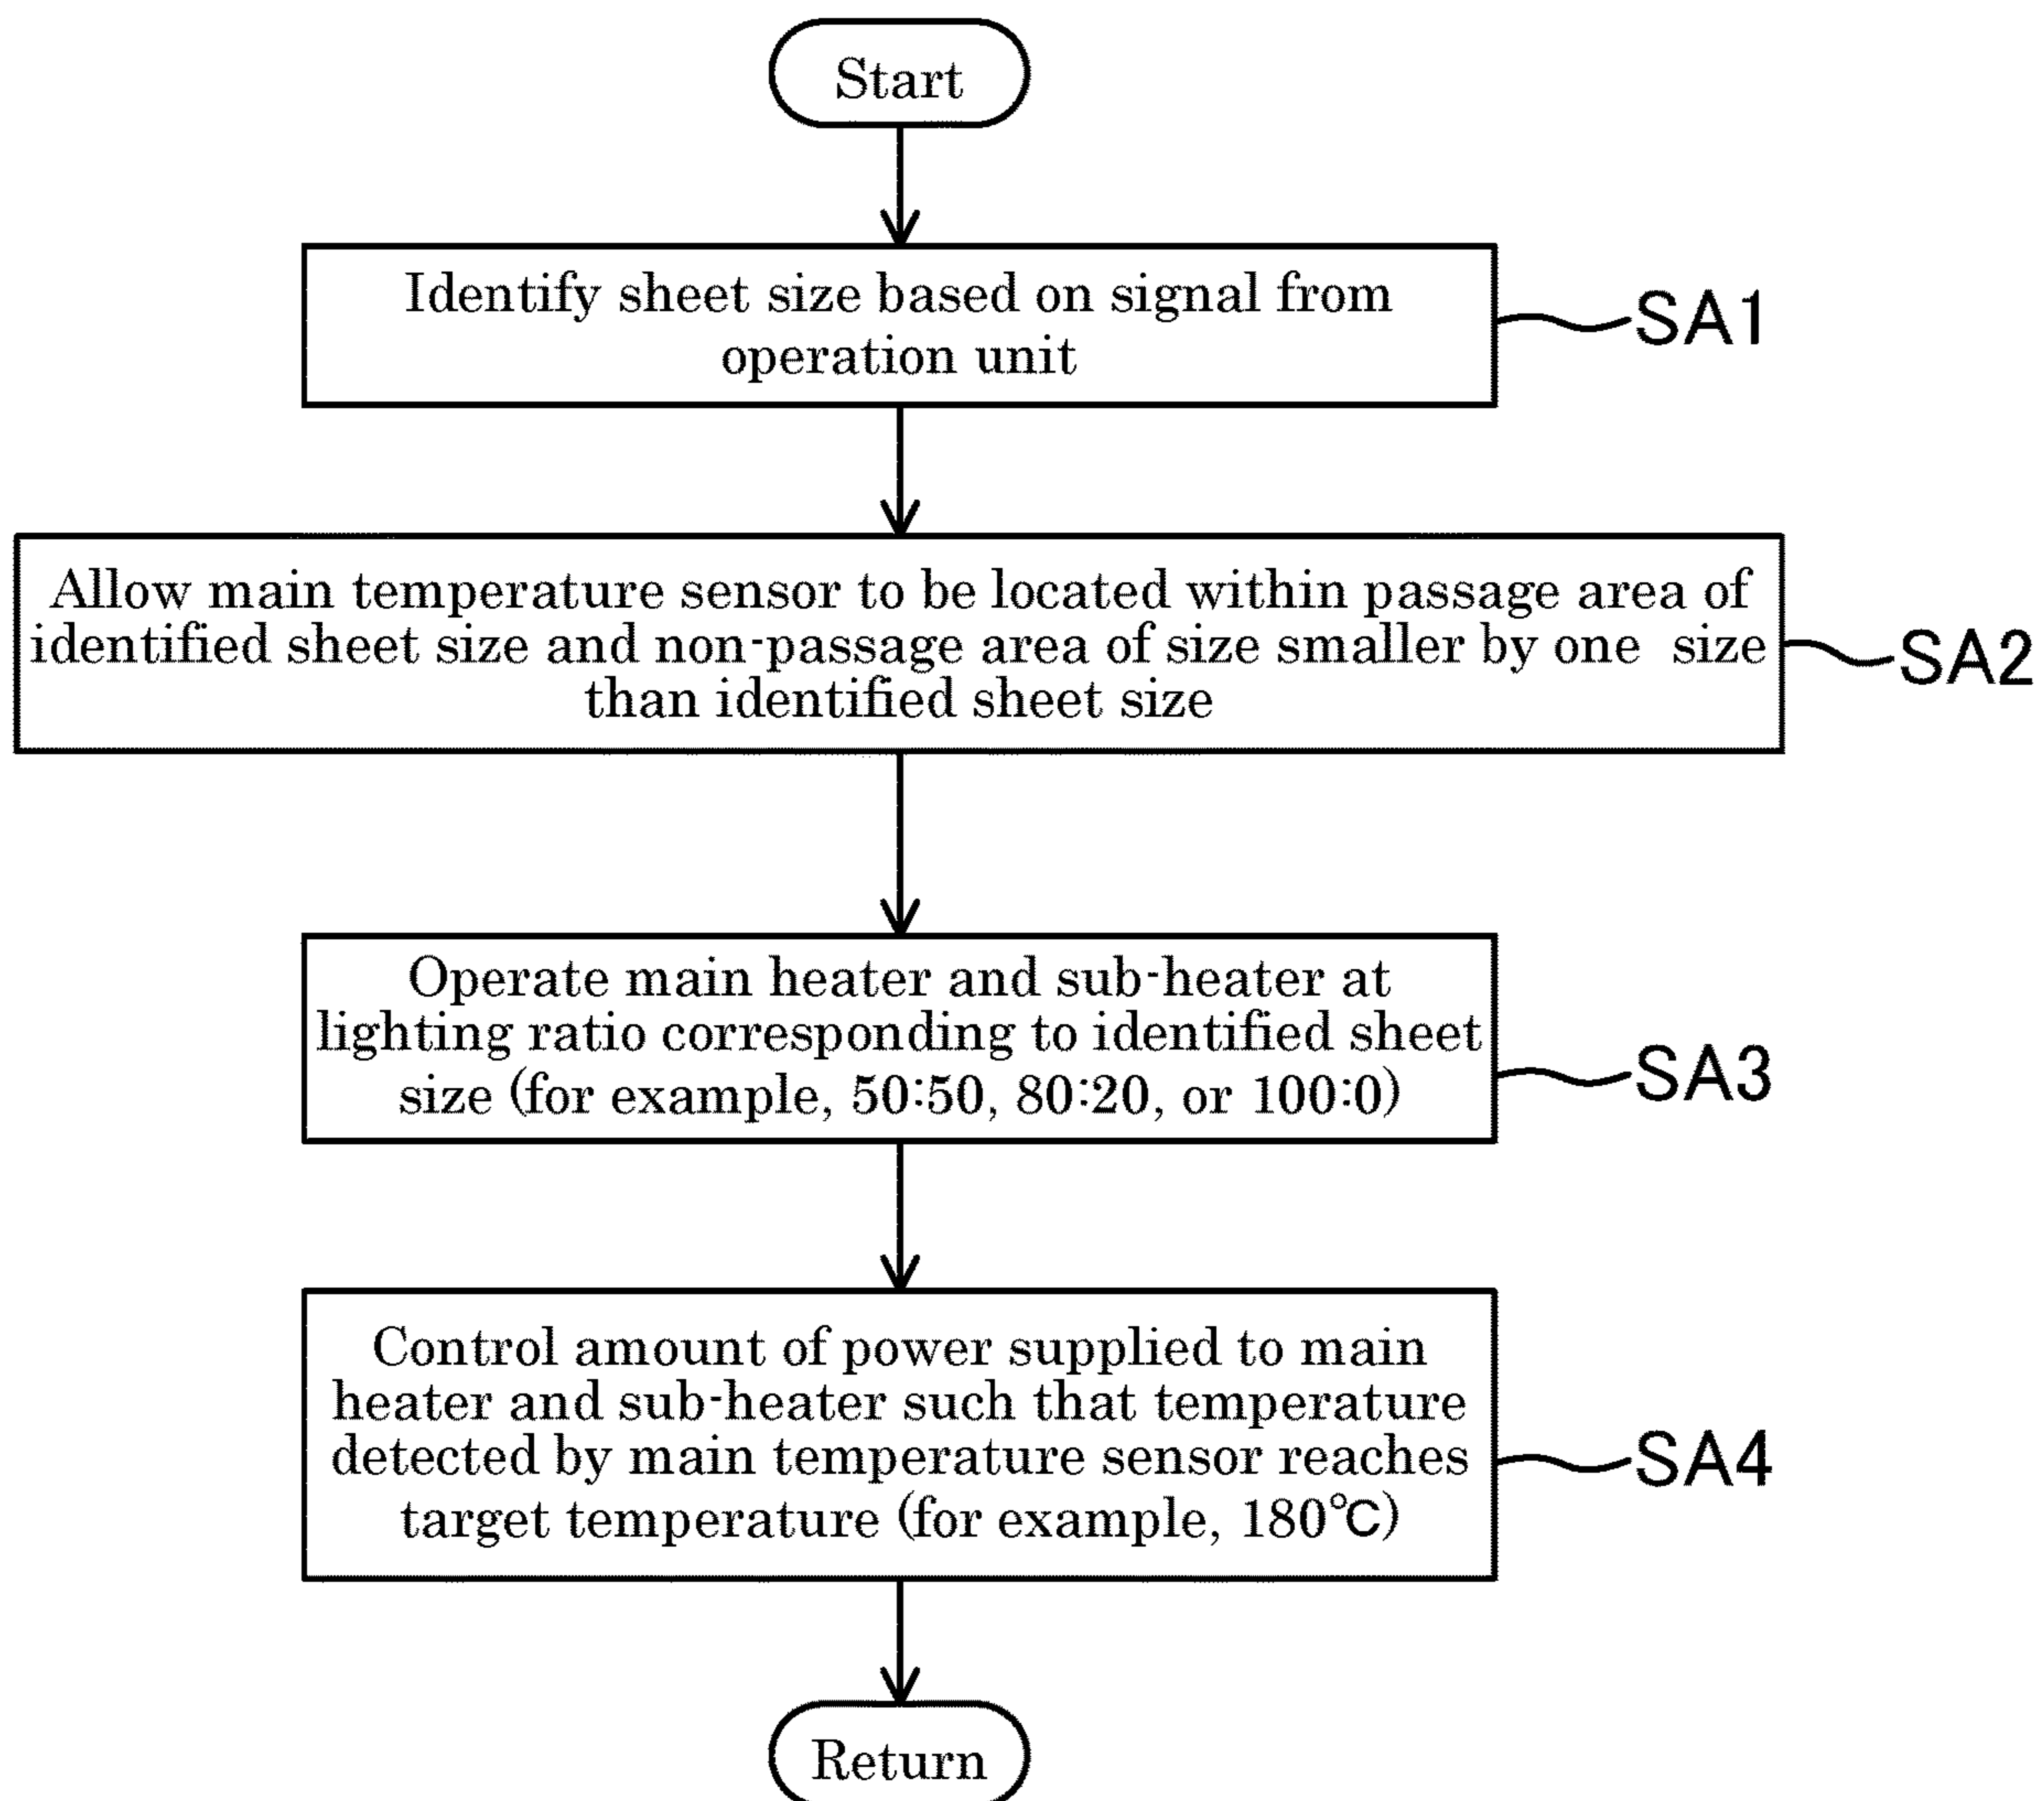 Start
Identify sheet size based on signal from
operation unit
SA1
Allow main temperature sensor to be located within passage area of
identified sheet size and non-passage area of size smaller by one size
than identified sheet size
SA2
Operate main heater and sub-heater at
lighting ratio corresponding to identified sheet
size (for example, 50:50, 80:20, or 100:0)
SA3
Control amount of power supplied to main
heater and sub-heater such that temperature
detected by main temperature sensor reaches
target temperature (for example, 180℃)
SA4
Return